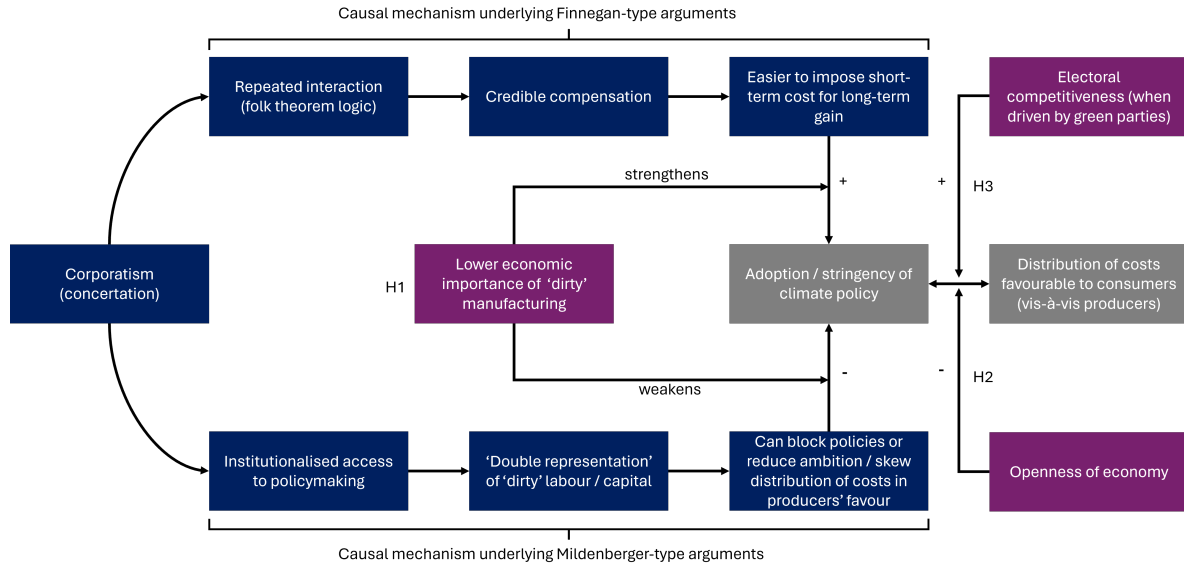 Causal mechanism underlying Finnegan-type arguments
Repeated interaction
(folk theorem logic)
Credible compensation
Easier to impose short-
term cost for long-term
gain
Electoral
competitiveness (when
driven by green parties)
strengthens
+
+
H3
Corporatism
(concertation)
H1
Lower economic
importance of ‘dirty’
manufacturing
Adoption / stringency of
climate policy
Distribution of costs
favourable to consumers
(vis-à-vis producers)
weakens
-
-
H2
Institutionalised access
to policymaking
‘Double representation’
of ‘dirty’ labour / capital
Can block policies or
reduce ambition / skew
distribution of costs in
producers’ favour
Openness of economy
Causal mechanism underlying Mildenberger-type arguments